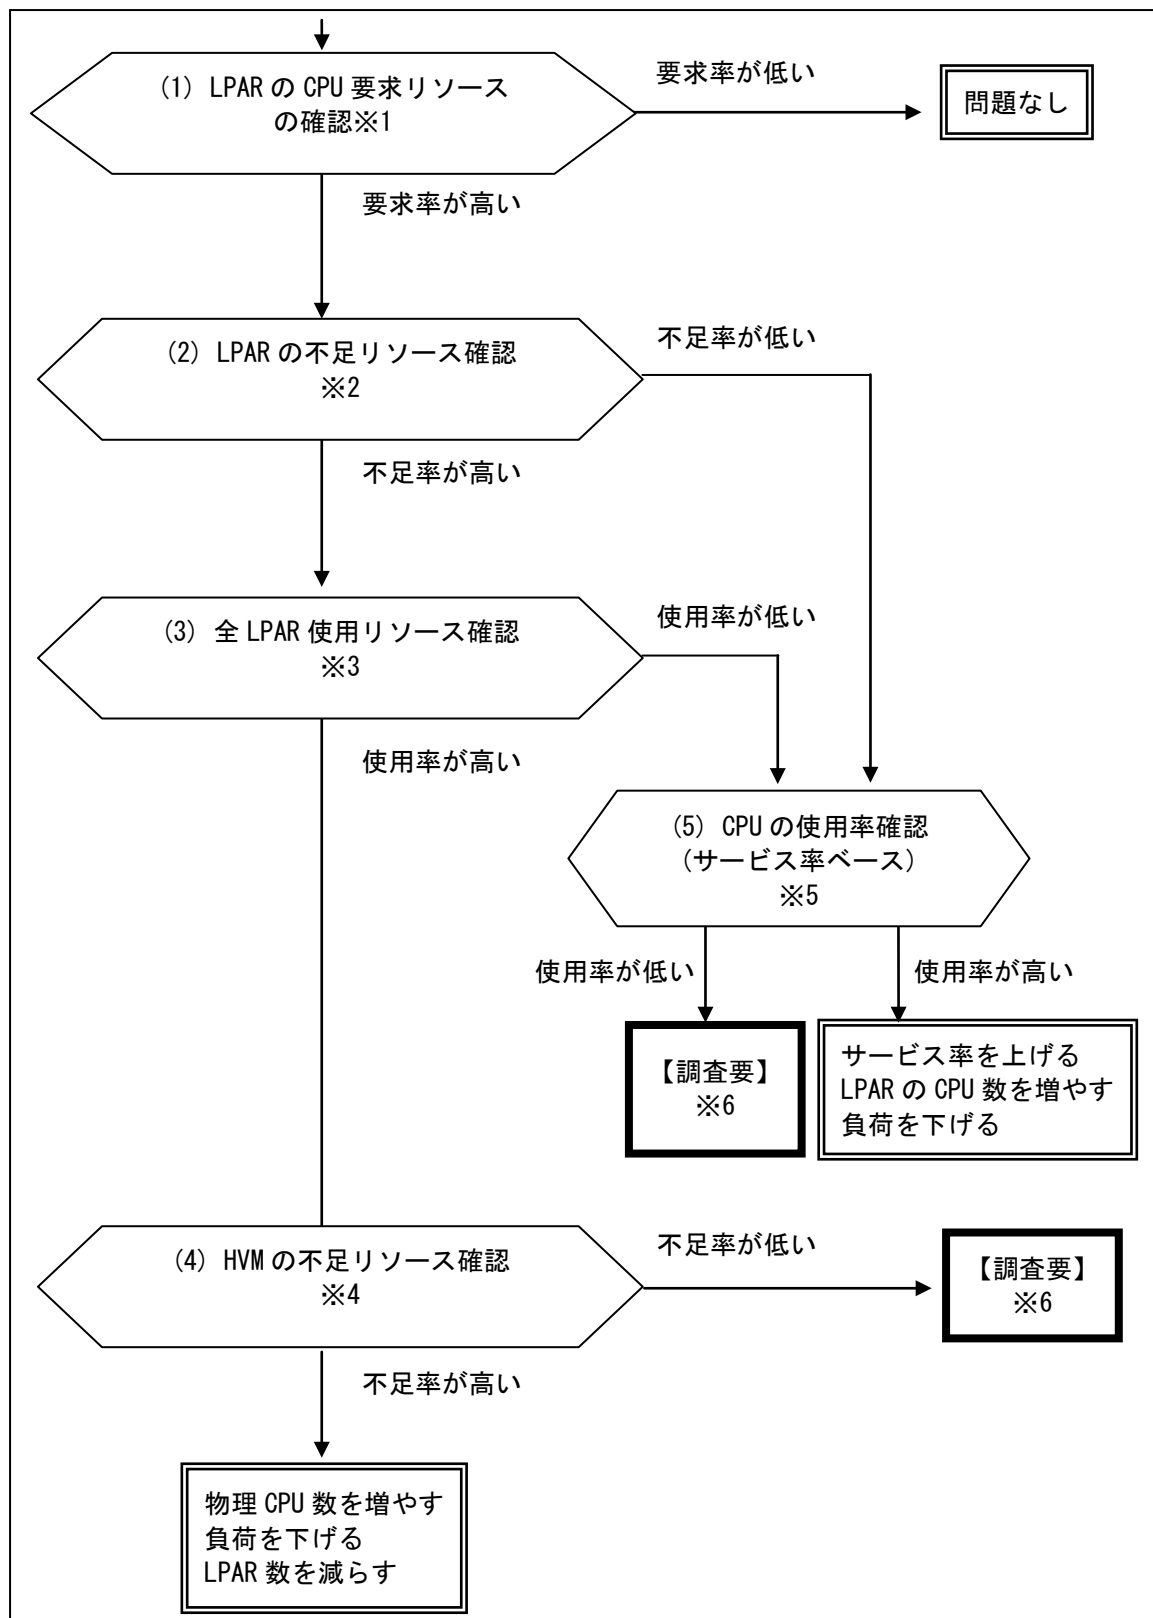 (1) LPAR の CPU 要求リソース
の確認※1
要求率が低い
問題なし
要求率が高い
(2) LPAR の不足リソース確認
※2
不足率が低い
不足率が高い
(3) 全 LPAR 使用リソース確認
※3
使用率が低い
使用率が高い
(5) CPU の使用率確認
(サービス率ベース)
※5
使用率が低い
使用率が高い
【調査要】
※6
サービス率を上げる
LPAR の CPU 数を増やす
負荷を下げる
(4) HVM の不足リソース確認
※4
不足率が低い
【調査要】
※6
不足率が高い
物理 CPU 数を増やす
負荷を下げる
LPAR 数を減らす